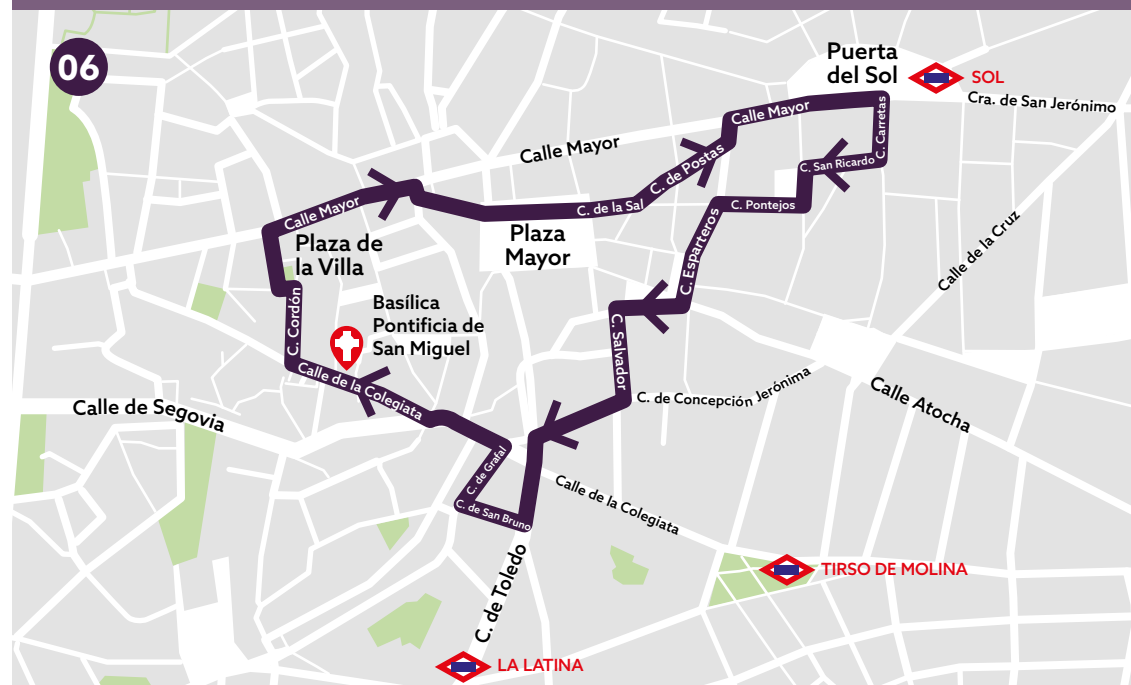 06
Puerta
del Sol
SOL
Cra. de San Jerónimo
Calle Mayor
C. Carretas
Calle Mayor
C. de Postas
C. San Ricardo
Calle Mayor
C. de la Sal
C. Pontejos
Plaza de
la Villa
Plaza
Mayor
C. Esparteros
Calle de la Cruz
Basílica
Pontificia de
San Miguel
C. Cordón
C. Salvador
Calle de la Colegiata
C. de Concepción Jerónima
Calle Atocha
Calle de Segovia
C. de Grafal
C. de San Bruno
Calle de la Colegiata
C. de Toledo
TIRSO DE MOLINA
LA LATINA